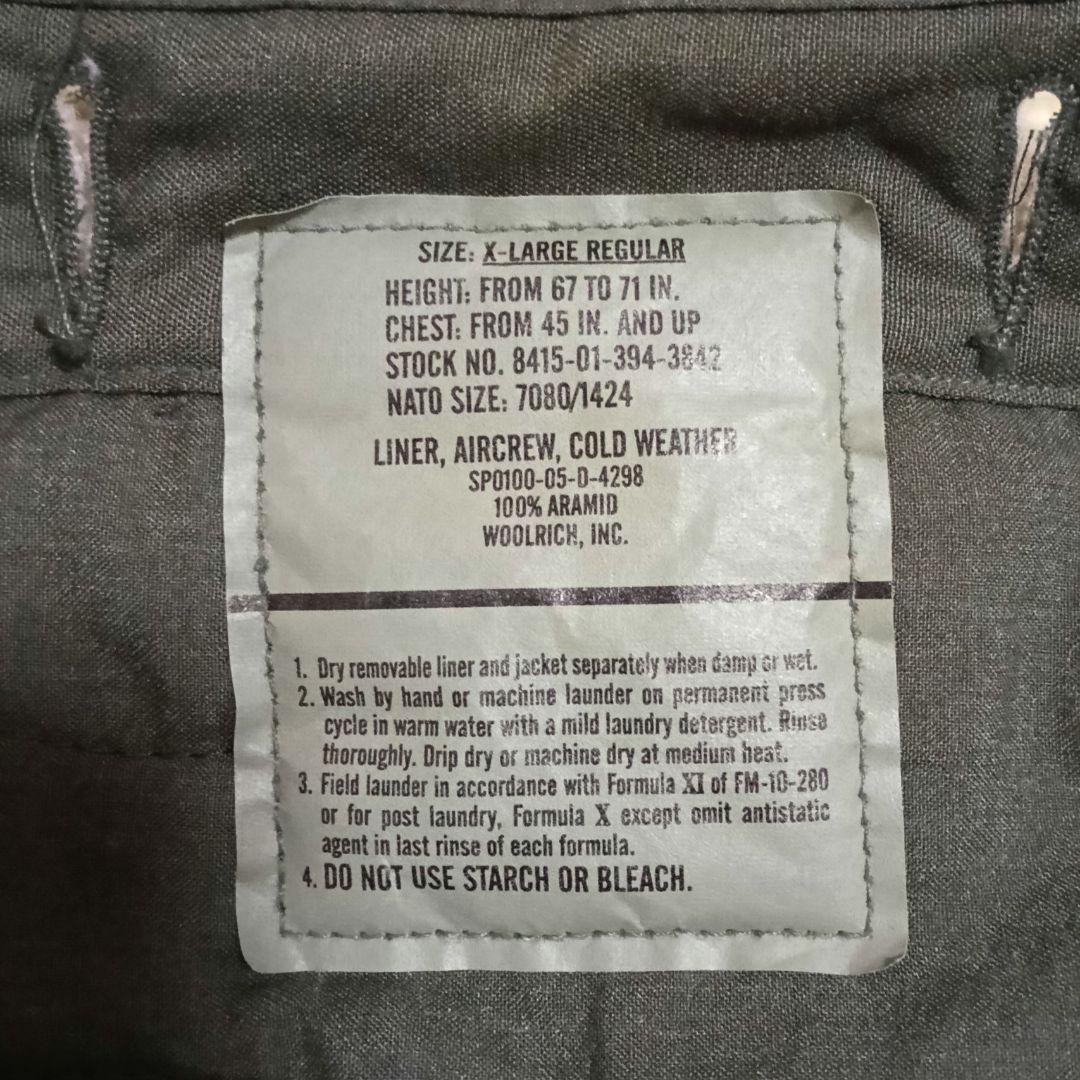 SIZE: X-LARGE REGULAR
HEIGHT: FROM 67 TO 71 IN.
CHEST: FROM 45 IN. AND UP
STOCK NO. 8415-01-394-3842
NATO SIZE: 7080/1424
LINER, AIRCREW, COLD WEATHER
SP0100-05-D-4298
100% ARAMID
WOOLRICH, INC.
1. Dry removable liner and jacket separately when damp or wet.
2. Wash by hand or machine launder on permanent press
cycle in warm water with a mild laundry detergent. Rinse
thoroughly. Drip dry or machine dry at medium heat.
3. Field launder in accordance with Formula XI of FM-10-280
or for post laundry, Formula X except omit antistatic
agent in last rinse of each formula.
4. DO NOT USE STARCH OR BLEACH.